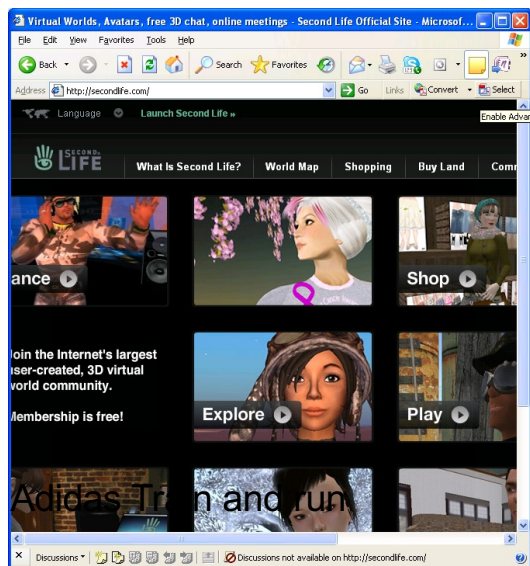 Virtual Worlds, Avatars, free 3D chat, online meetings - Second Life Official Site - Microsof...
File Edit View Favorites Tools Help
Back Search Favorites
Address http://secondlife.com/ Go Links Convert Select
Enable Advan
Language Launch Second Life »
SECOND LIFE What Is Second Life? World Map Shopping Buy Land Comm
ance Shop
Join the Internet's largest
user-created, 3D virtual
world community.
Membership is free!
Explore Play
Adidas Train and run
Discussions Discussions not available on http://secondlife.com/